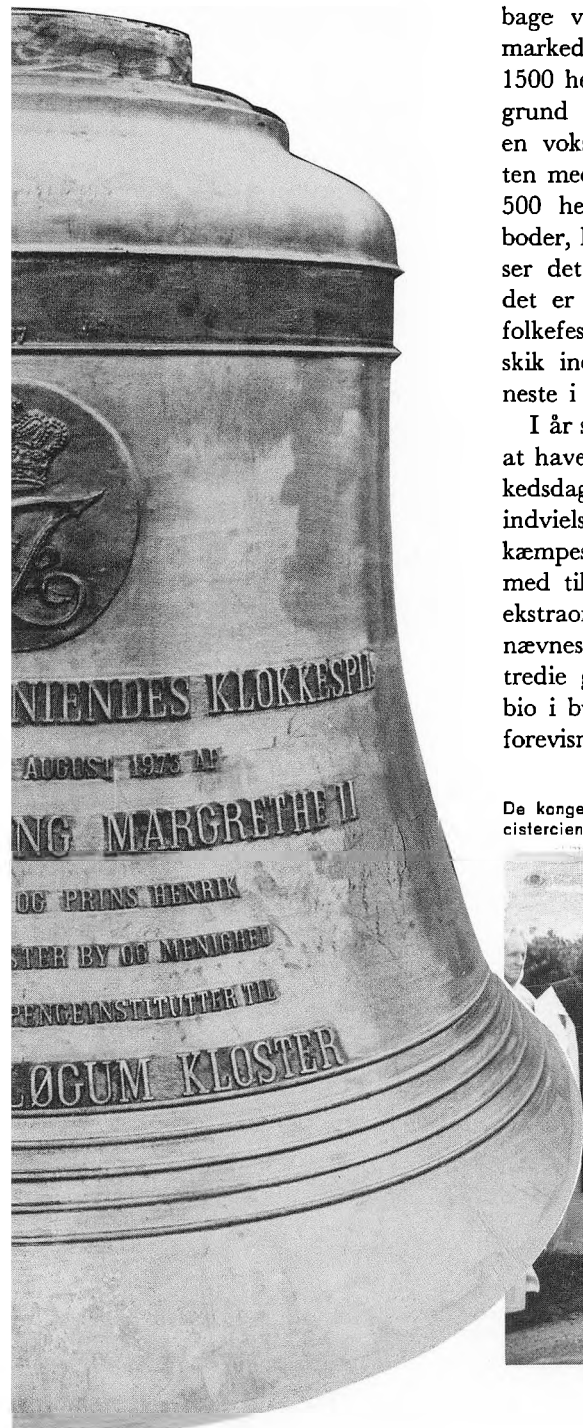 NIENDES KLOKKESPIL
AUGUST 1973 AF
NG MARGRETHE II
OG PRINS HENRIK
STER BY OG MENIGHED
PENGEINSTITUTTER TIL
LØGUM KLOSTER
bage v
marked
1500 he
grund
en voks
ten med
500 he
boder, l
ser det
det er
folkefes
skik ind
neste i
I år s
at have
kedsdag
indviels
kæmpes
med til
ekstraor
nævnes
tredie g
bio i b
forevisn
De konge
cistercien